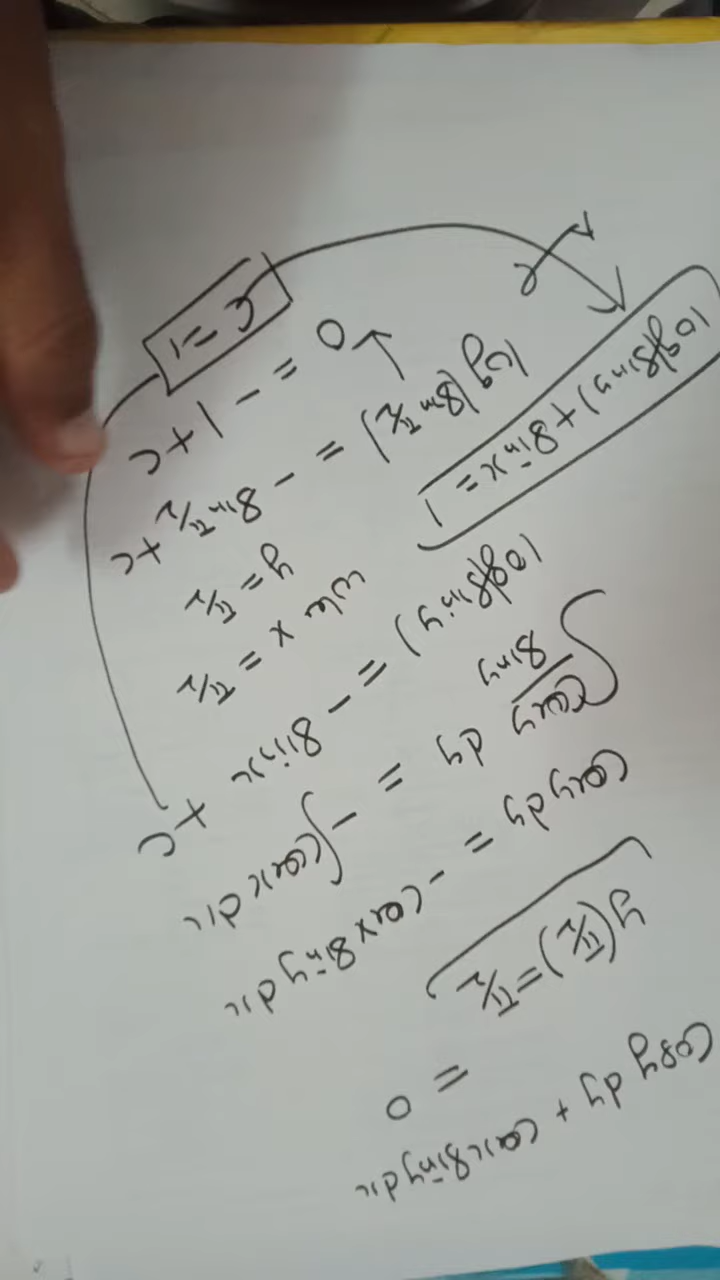 cosy dy + cosx siny dx
= 0
y(π/2) = π/2
cosy dy = - cosx siny dx
∫ cosy/siny dy = - ∫ cosx dx
log(siny) = - sinx + c
x = π/2
y = π/2
log(sin π/2) = - sin π/2 + c
0 = - 1 + c
c = 1
log(siny) + sinx = 1